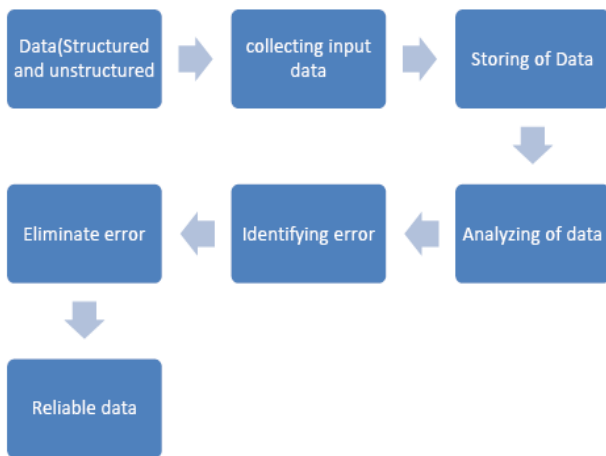 Data(Structured
and unstructured
collecting input
data
Storing of Data
Analyzing of data
Identifying error
Eliminate error
Reliable data